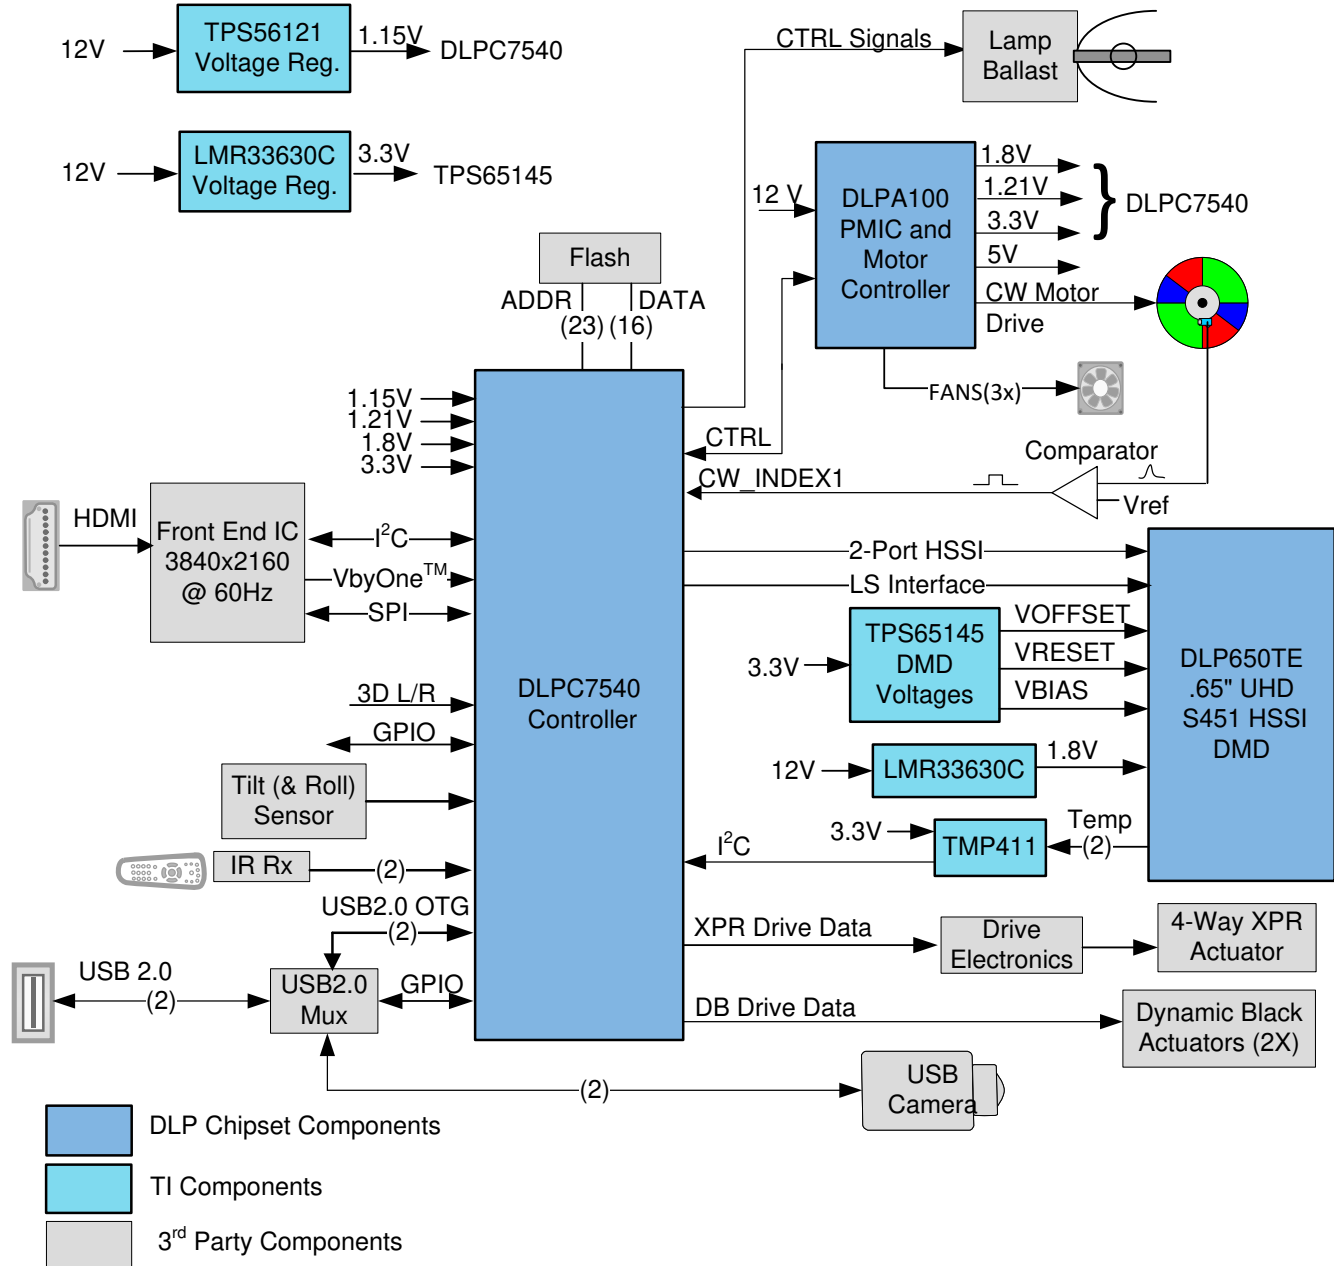 TPS56121
Voltage Reg.
12V
1.15V
DLPC7540
LMR33630C
Voltage Reg.
12V
3.3V
TPS65145
CTRL Signals
Lamp
Ballast
12 V
DLPA100
PMIC and
Motor
Controller
1.8V
1.21V
3.3V
DLPC7540
5V
CW Motor
Drive
FANS(3x)
Flash
ADDR
DATA
(23)
(16)
1.15V
1.21V
1.8V
3.3V
CTRL
CW_INDEX1
Comparator
Vref
HDMI
Front End IC
3840x2160
@ 60Hz
I²C
VbyOne™
SPI
DLPC7540
Controller
2-Port HSSI
LS Interface
3.3V
TPS65145
DMD
Voltages
VOFFSET
VRESET
VBIAS
DLP650TE
.65" UHD
S451 HSSI
DMD
12V
LMR33630C
1.8V
3.3V
TMP411
Temp
(2)
I²C
3D L/R
GPIO
Tilt (& Roll)
Sensor
IR Rx
(2)
USB2.0 OTG
(2)
USB 2.0
(2)
USB2.0
Mux
GPIO
XPR Drive Data
Drive
Electronics
4-Way XPR
Actuator
DB Drive Data
Dynamic Black
Actuators (2X)
(2)
USB
Camera
DLP Chipset Components
TI Components
3rd Party Components